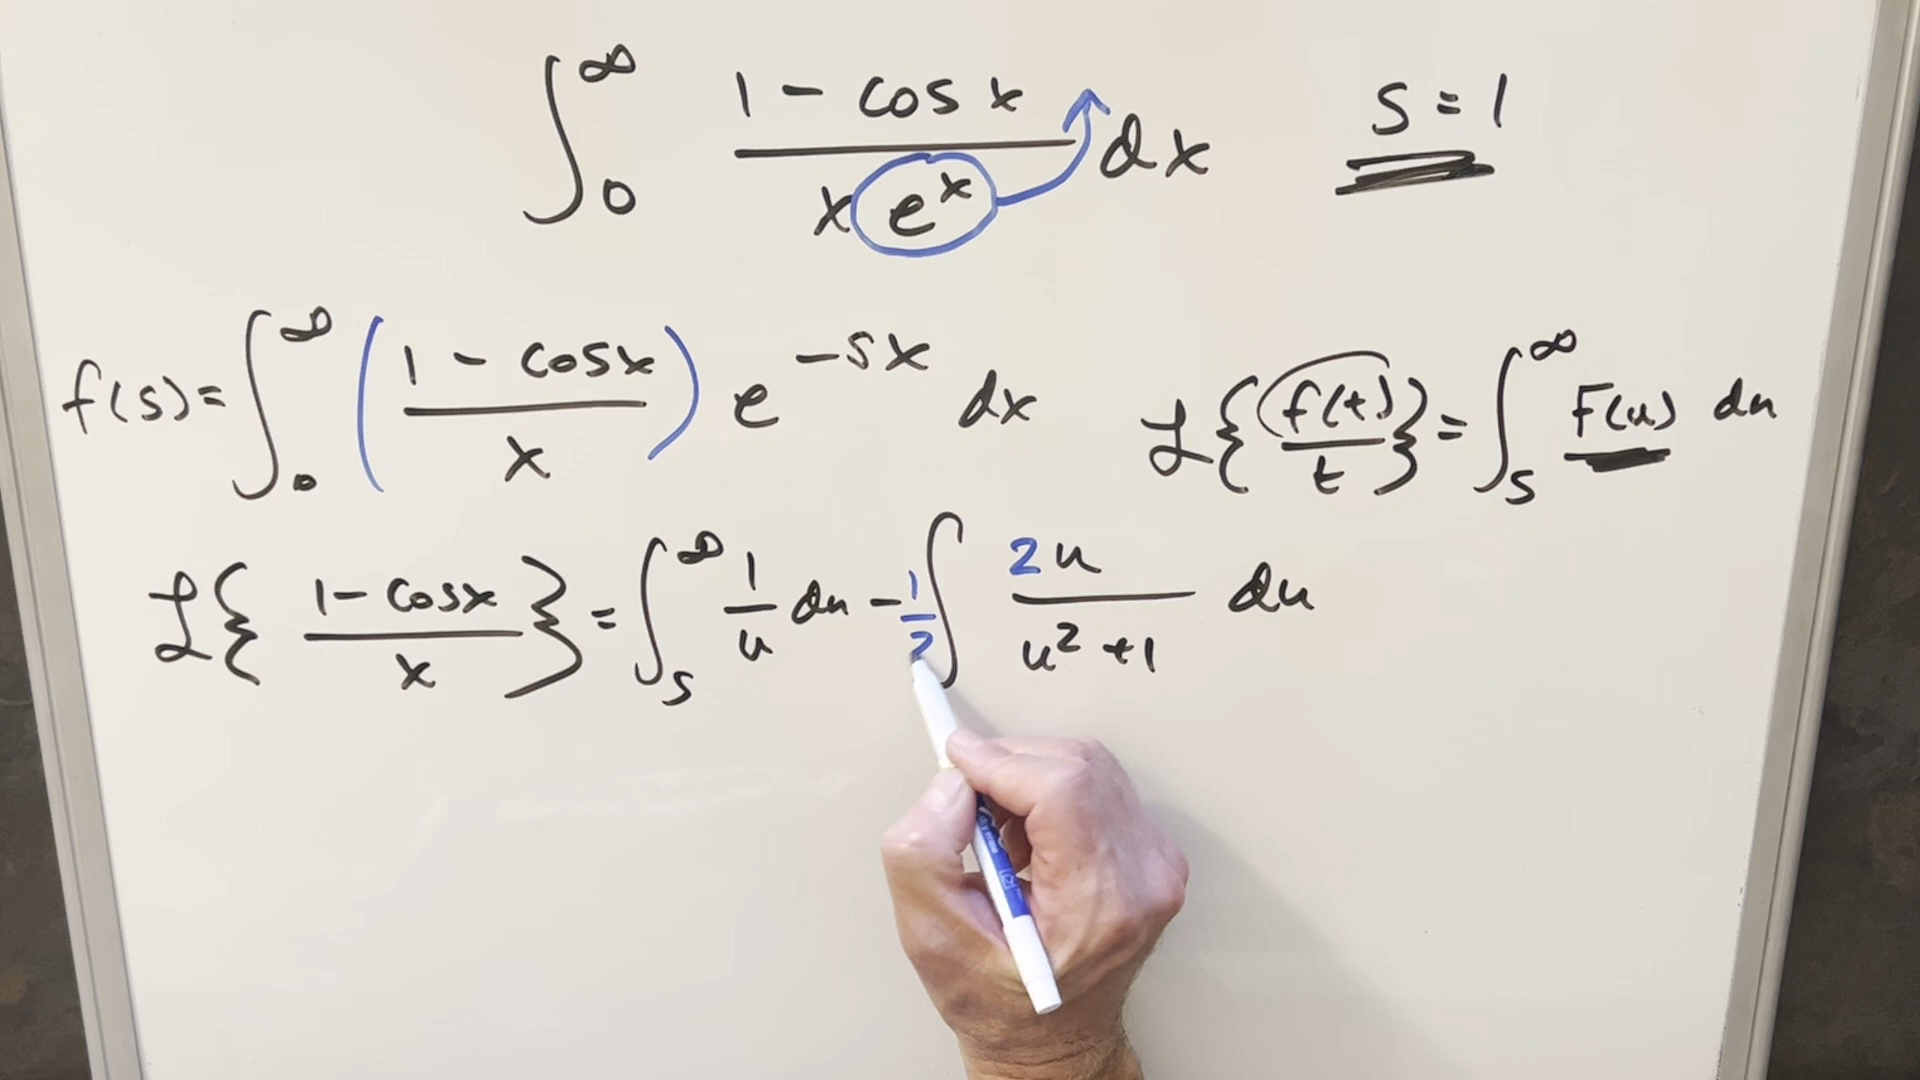 ∫₀^∞ (1 - cos x)/(x e^x) dx    s = 1
f(s) = ∫₀^∞ ((1 - cos x)/x) e^(-sx) dx    ℒ{f(t)/t} = ∫ₛ^∞ F(u) du
ℒ{(1 - cos x)/x} = ∫ₛ^∞ 1/u du - 1/2 ∫ 2u/(u² + 1) du